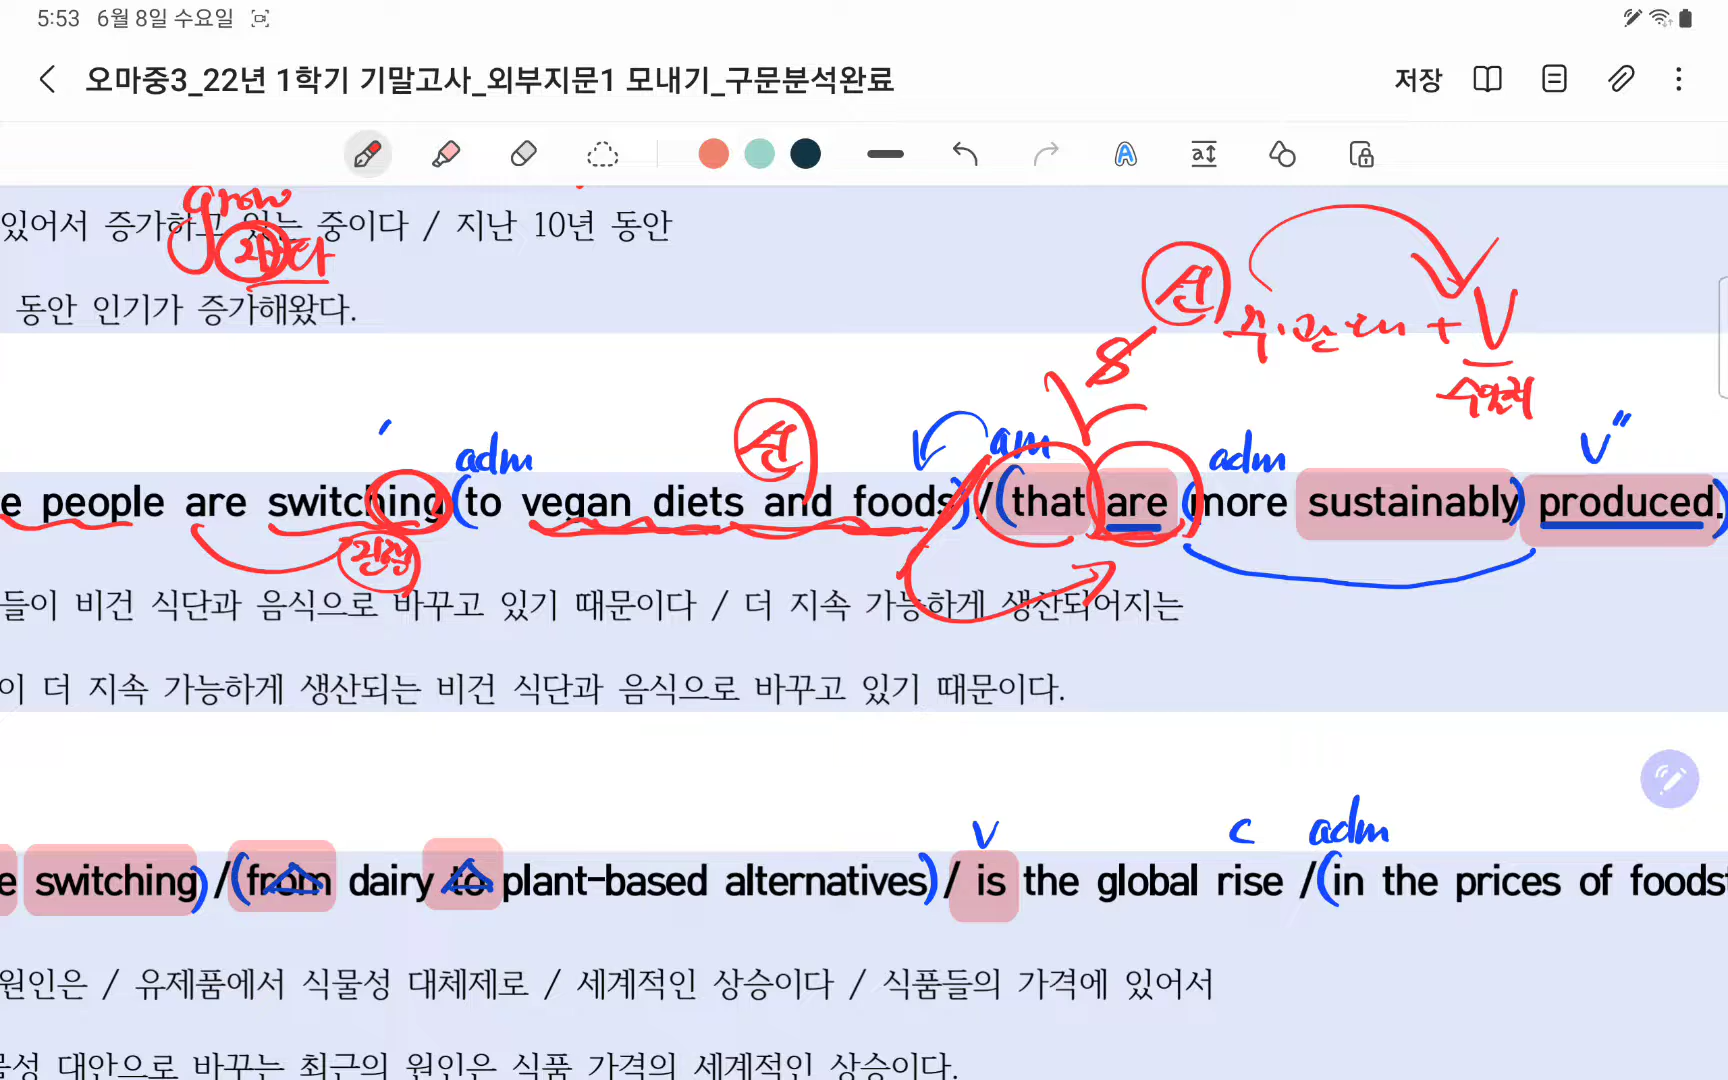 5:53 6월 8일 수요일
오마중3_22년 1학기 기말고사_외부지문1 모내기_구문분석완료 저장
grow
있어서 증가하고 있는 중이다 / 지난 10년 동안
자라다
동안 인기가 증가해왔다.
선 주·관대 + V
수일치
S
adm 선 V am adm V"
e people are switching (to vegan diets and foods) / (that are (more sustainably) produced.)
진행
들이 비건 식단과 음식으로 바꾸고 있기 때문이다 / 더 지속 가능하게 생산되어지는
이 더 지속 가능하게 생산되는 비건 식단과 음식으로 바꾸고 있기 때문이다.
V C adm
e switching) / (from dairy to plant-based alternatives) / is the global rise / (in the prices of foods
원인은 / 유제품에서 식물성 대체제로 / 세계적인 상승이다 / 식품들의 가격에 있어서
물성 대안으로 바꾸는 최근의 원인은 식품 가격의 세계적인 상승이다.